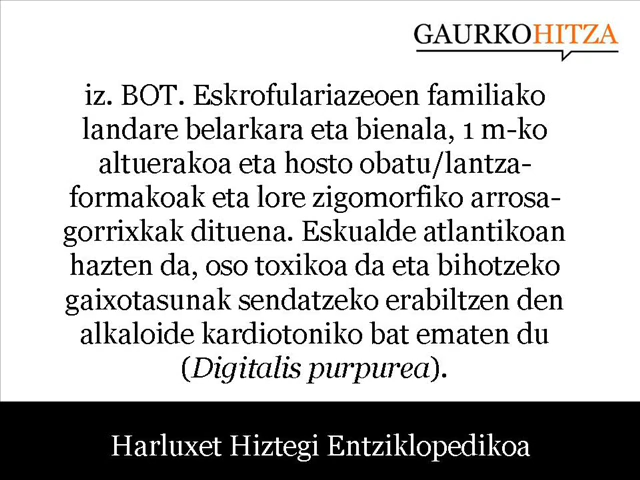 GAURKOHITZA
iz. BOT. Eskrofulariazeoen familiako
landare belarkara eta bienala, 1 m-ko
altuerakoa eta hosto obatu/lantza-
formakoak eta lore zigomorfiko arrosa-
gorrixkak dituena. Eskualde atlantikoan
hazten da, oso toxikoa da eta bihotzeko
gaixotasunak sendatzeko erabiltzen den
alkaloide kardiotoniko bat ematen du
(Digitalis purpurea).
Harluxet Hiztegi Entziklopedikoa